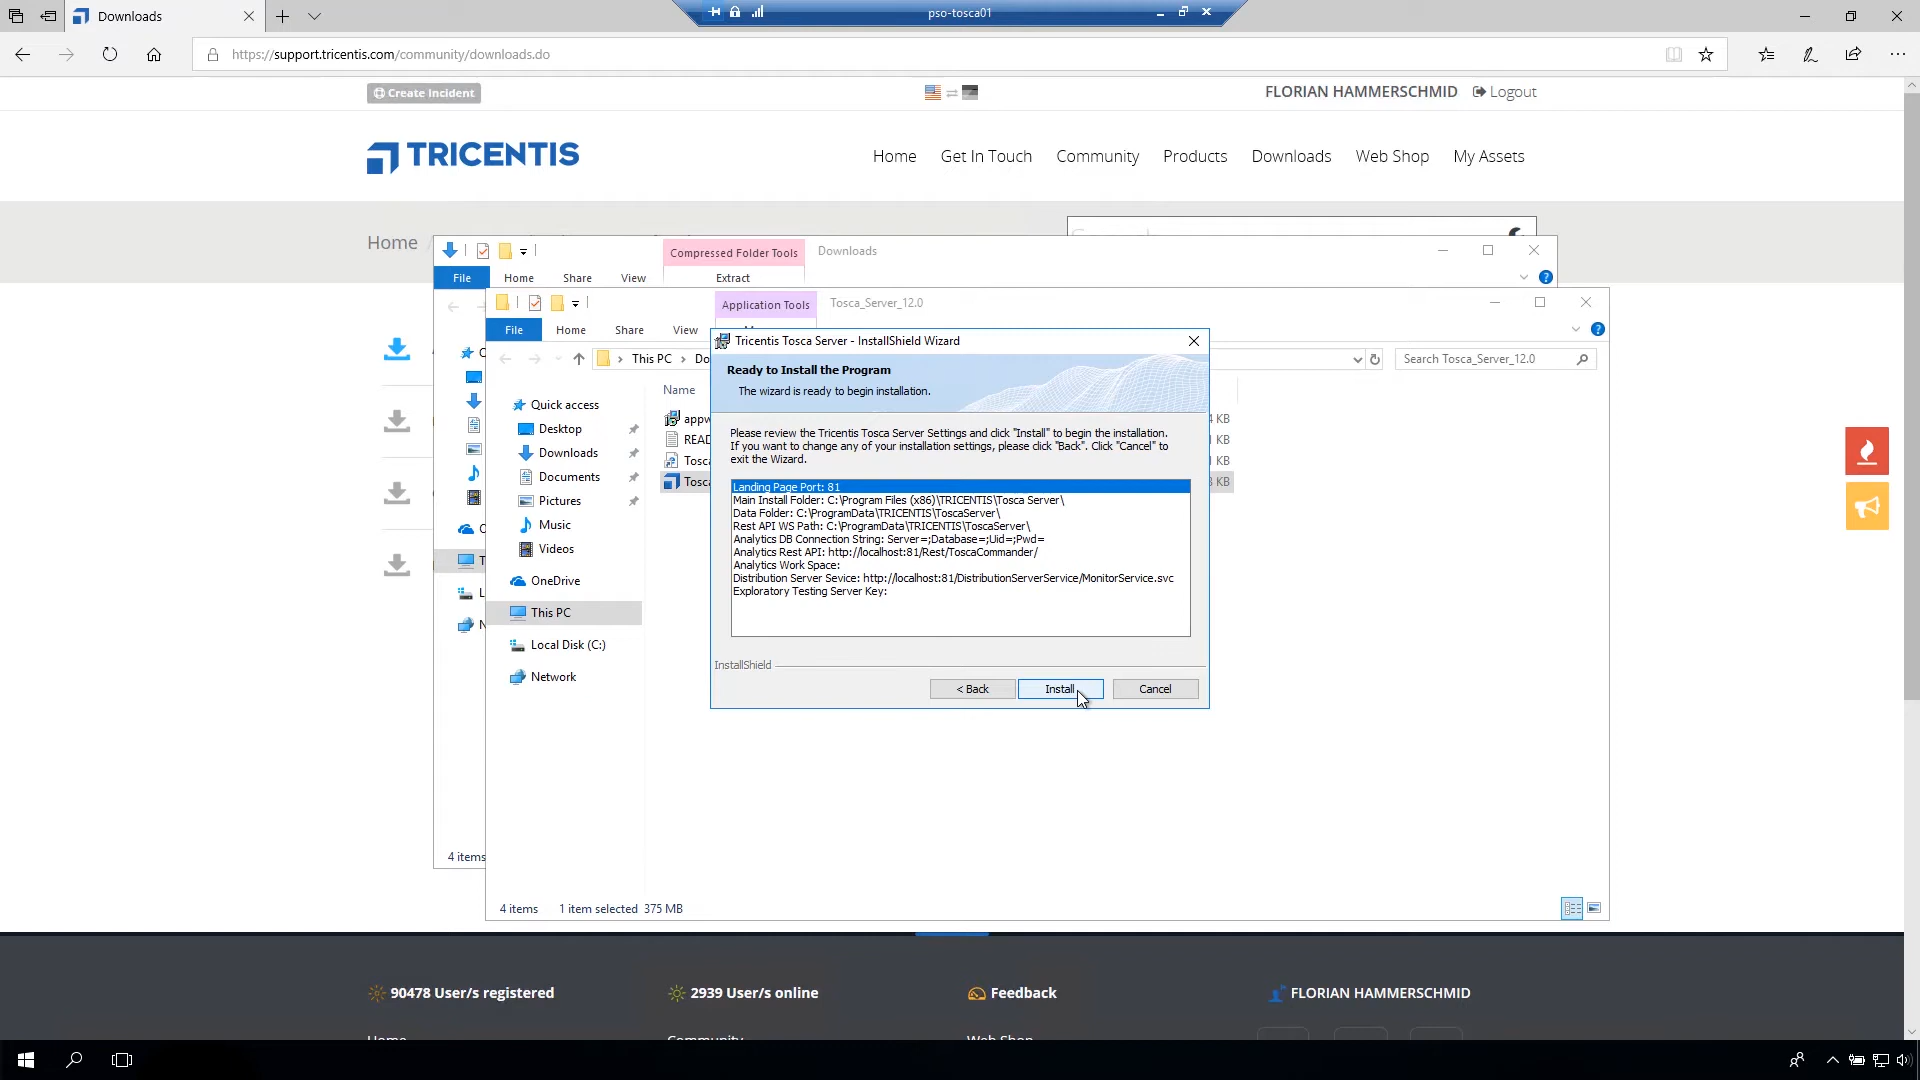 Downloads
pso-tosca01
https://support.tricentis.com/community/downloads.do
Create Incident
FLORIAN HAMMERSCHMID
Logout
TRICENTIS
Home
Get In Touch
Community
Products
Downloads
Web Shop
My Assets
Home
Compressed Folder Tools
Downloads
File
Home
Share
View
Extract
Application Tools
Tosca_Server_12.0
File
Home
Share
View
This PC
Search Tosca_Server_12.0
Name
Quick access
Desktop
Downloads
Documents
Pictures
Music
Videos
OneDrive
This PC
Local Disk (C:)
Network
KB
KB
KB
KB
Tricentis Tosca Server - InstallShield Wizard
Ready to Install the Program
The wizard is ready to begin installation.
Please review the Tricentis Tosca Server Settings and click "Install" to begin the installation.
If you want to change any of your installation settings, please click "Back". Click "Cancel" to
exit the Wizard.
Landing Page Port: 81
Main Install Folder: C:\Program Files (x86)\TRICENTIS\Tosca Server\
Data Folder: C:\ProgramData\TRICENTIS\ToscaServer\
Rest API WS Path: C:\ProgramData\TRICENTIS\ToscaServer\
Analytics DB Connection String: Server=;Database=;Uid=;Pwd=
Analytics Rest API: http://localhost:81/Rest/ToscaCommander/
Analytics Work Space:
Distribution Server Sevice: http://localhost:81/DistributionServerService/MonitorService.svc
Exploratory Testing Server Key:
InstallShield
< Back
Install
Cancel
4 items
4 items
1 item selected 375 MB
90478 User/s registered
2939 User/s online
Feedback
FLORIAN HAMMERSCHMID
Home
Community
Web Shop